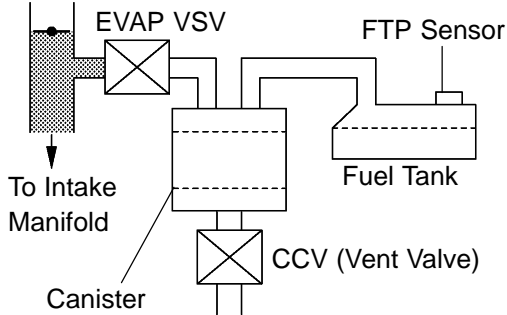 EVAP VSV
FTP Sensor
To Intake
Manifold
Fuel Tank
CCV (Vent Valve)
Canister